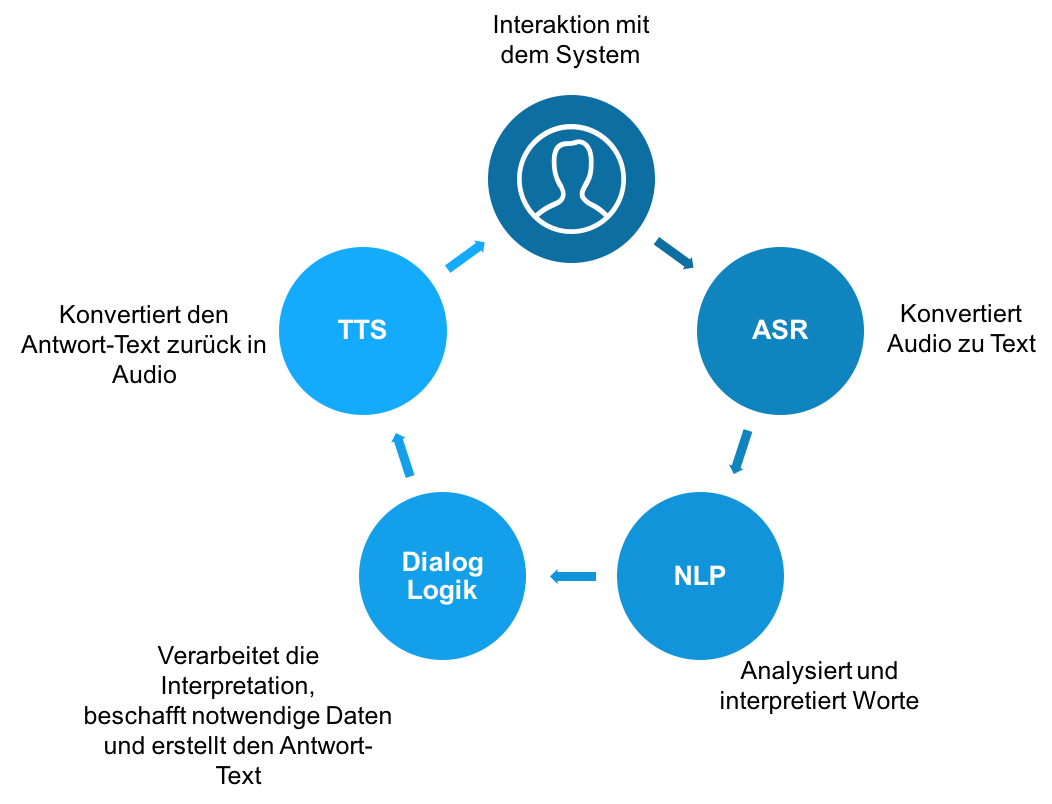 Interaktion mit
dem System
TTS
ASR
Konvertiert den
Antwort-Text zurück in
Audio
Konvertiert
Audio zu Text
Dialog
Logik
NLP
Verarbeitet die
Interpretation,
beschafft notwendige Daten
und erstellt den Antwort-
Text
Analysiert und
interpretiert Worte